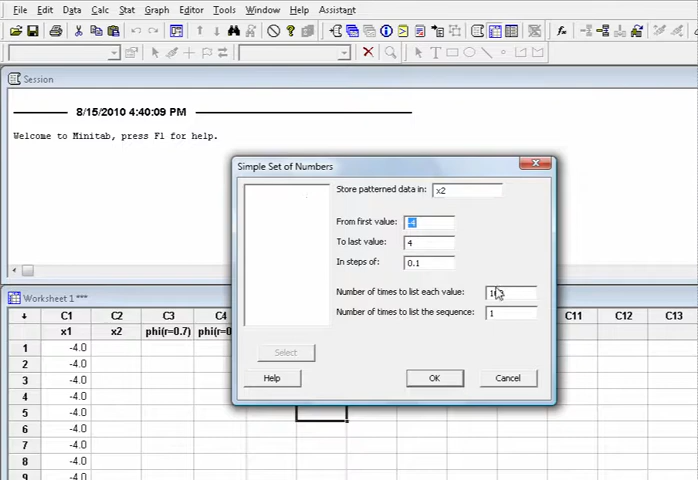 File Edit Data Calc Stat Graph Editor Tools Window Help Assistant
Session
8/15/2010 4:40:09 PM
Welcome to Minitab, press F1 for help.
Simple Set of Numbers
Store patterned data in: x2
From first value: -4
To last value: 4
In steps of: 0.1
Number of times to list each value:
Number of times to list the sequence: 1
Select
Help OK Cancel
Worksheet 1 ***
C1 C2 C3 C4 C11 C12 C13
x1 x2 phi(r=0.7) phi(r=0.
1 -4.0
2 -4.0
3 -4.0
4 -4.0
5 -4.0
6 -4.0
7 -4.0
8 -4.0
9 -4.0